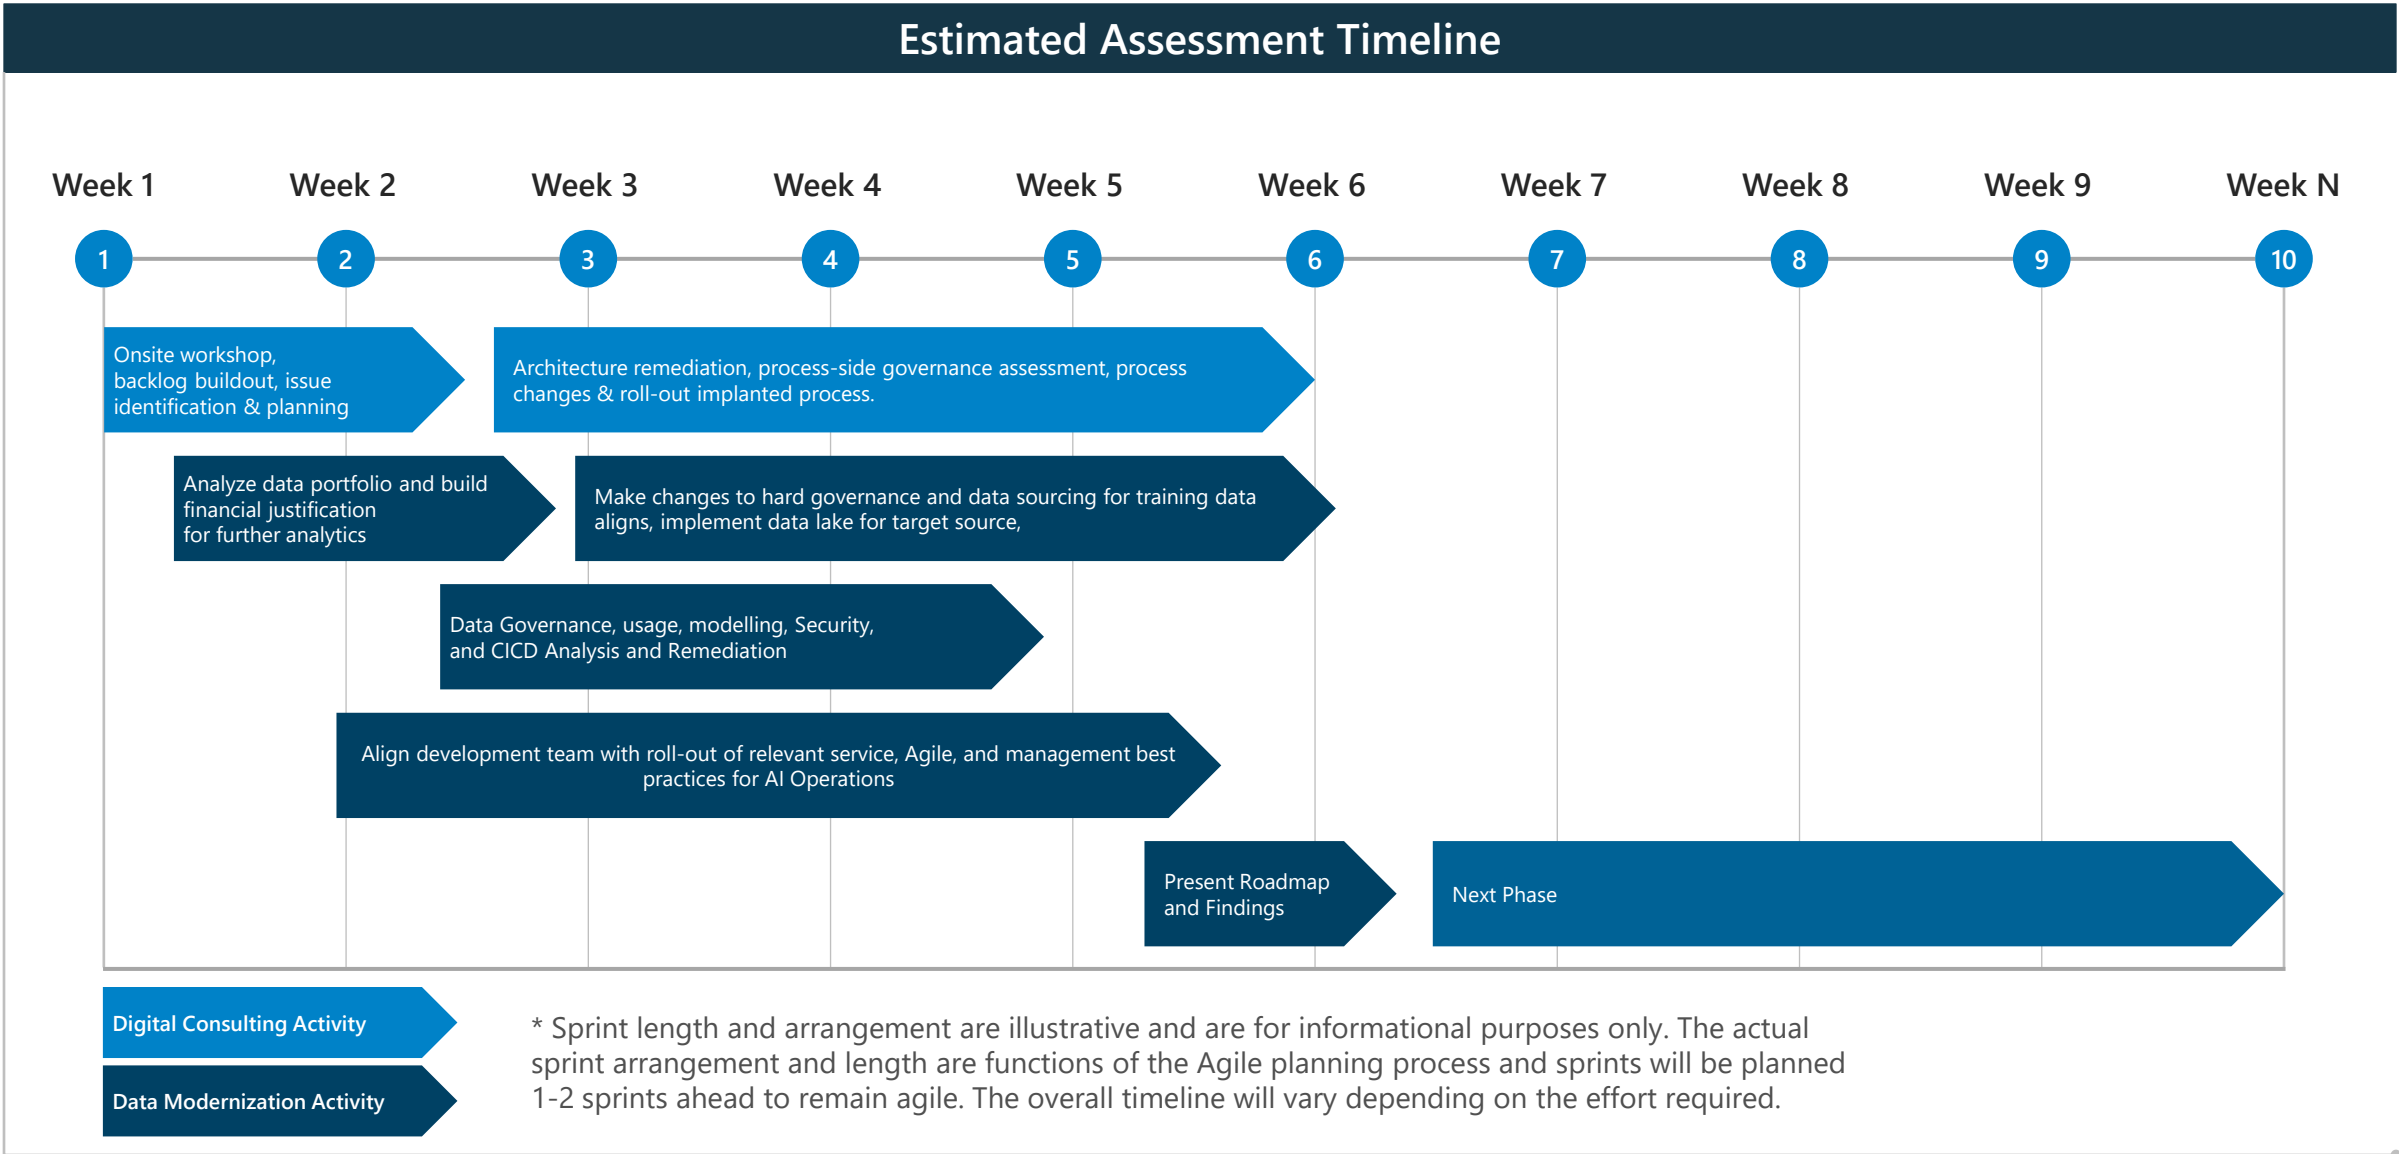 Estimated Assessment Timeline
Week 1
Week 2
Week 3
Week 4
Week 5
Week 6
Week 7
Week 8
Week 9
Week N
1
2
3
4
5
6
7
8
9
10
Onsite workshop,
backlog buildout, issue
identification & planning
Architecture remediation, process-side governance assessment, process
changes & roll-out implanted process.
Analyze data portfolio and build
financial justification
for further analytics
Make changes to hard governance and data sourcing for training data
aligns, implement data lake for target source,
Data Governance, usage, modelling, Security,
and CICD Analysis and Remediation
Align development team with roll-out of relevant service, Agile, and management best
practices for AI Operations
Present Roadmap
and Findings
Next Phase
Digital Consulting Activity
Data Modernization Activity
* Sprint length and arrangement are illustrative and are for informational purposes only. The actual
sprint arrangement and length are functions of the Agile planning process and sprints will be planned
1-2 sprints ahead to remain agile. The overall timeline will vary depending on the effort required.